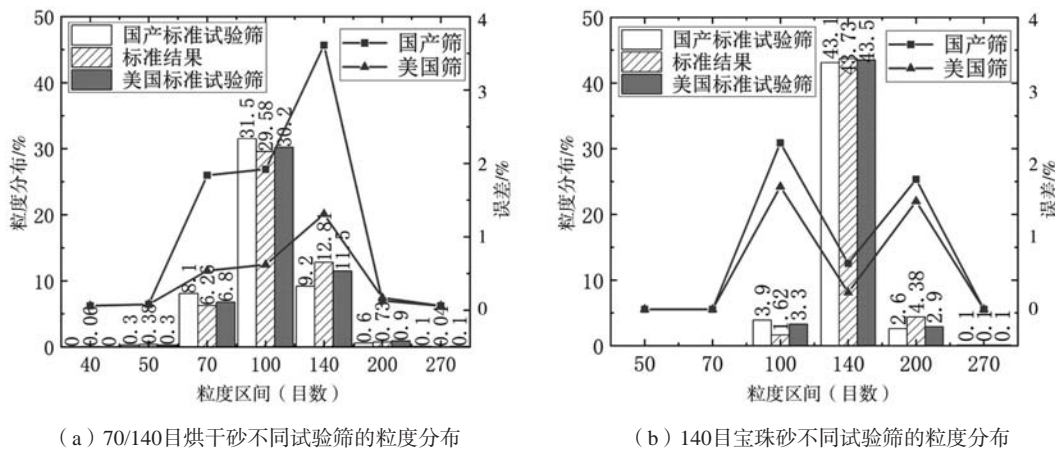 50
40
30
20
10
0
粒度分布/%
国产标准试验筛
标准结果
美国标准试验筛
国产筛
美国筛
4
3
2
1
0
误差/%
0
0.06
0
0.3
0.38
0.3
8.1
6.26
6.8
31.5
29.58
30.2
9.2
12.81
11.5
0.6
0.73
0.9
0.1
0.04
0.1
40 50 70 100 140 200 270
粒度区间(目数)
(a)70/140目烘干砂不同试验筛的粒度分布
50
40
30
20
10
0
粒度分布/%
国产标准试验筛
标准结果
美国标准试验筛
国产筛
美国筛
4
3
2
1
0
误差/%
3.9
1.62
3.3
43.1
43.73
43.5
2.6
4.38
2.9
0.1
0.1
0.1
50 70 100 140 200 270
粒度区间(目数)
(b)140目宝珠砂不同试验筛的粒度分布